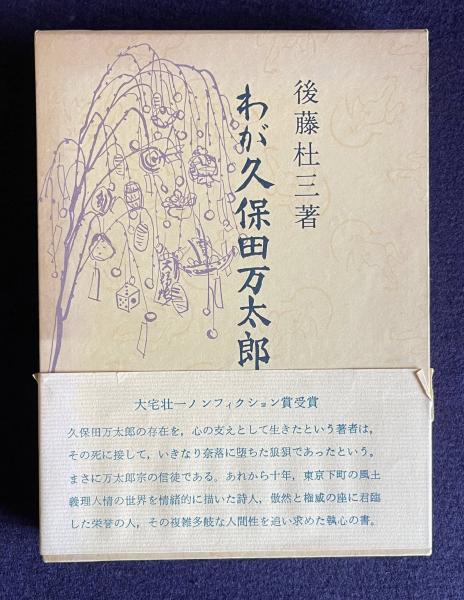 後藤杜三著
わが久保田万太郎
大宅壮一ノンフィクション賞受賞
久保田万太郎の存在を，心の支えとして生きたという著者は，
その死に接して，いきなり奈落に堕ちた狼狽であったという。
まさに万太郎宗の信徒である。あれから十年，東京下町の風土
義理人情の世界を情緒的に描いた詩人，傲然と権威の座に君臨
した栄誉の人，その複雑多岐な人間性を追い求めた執心の書。